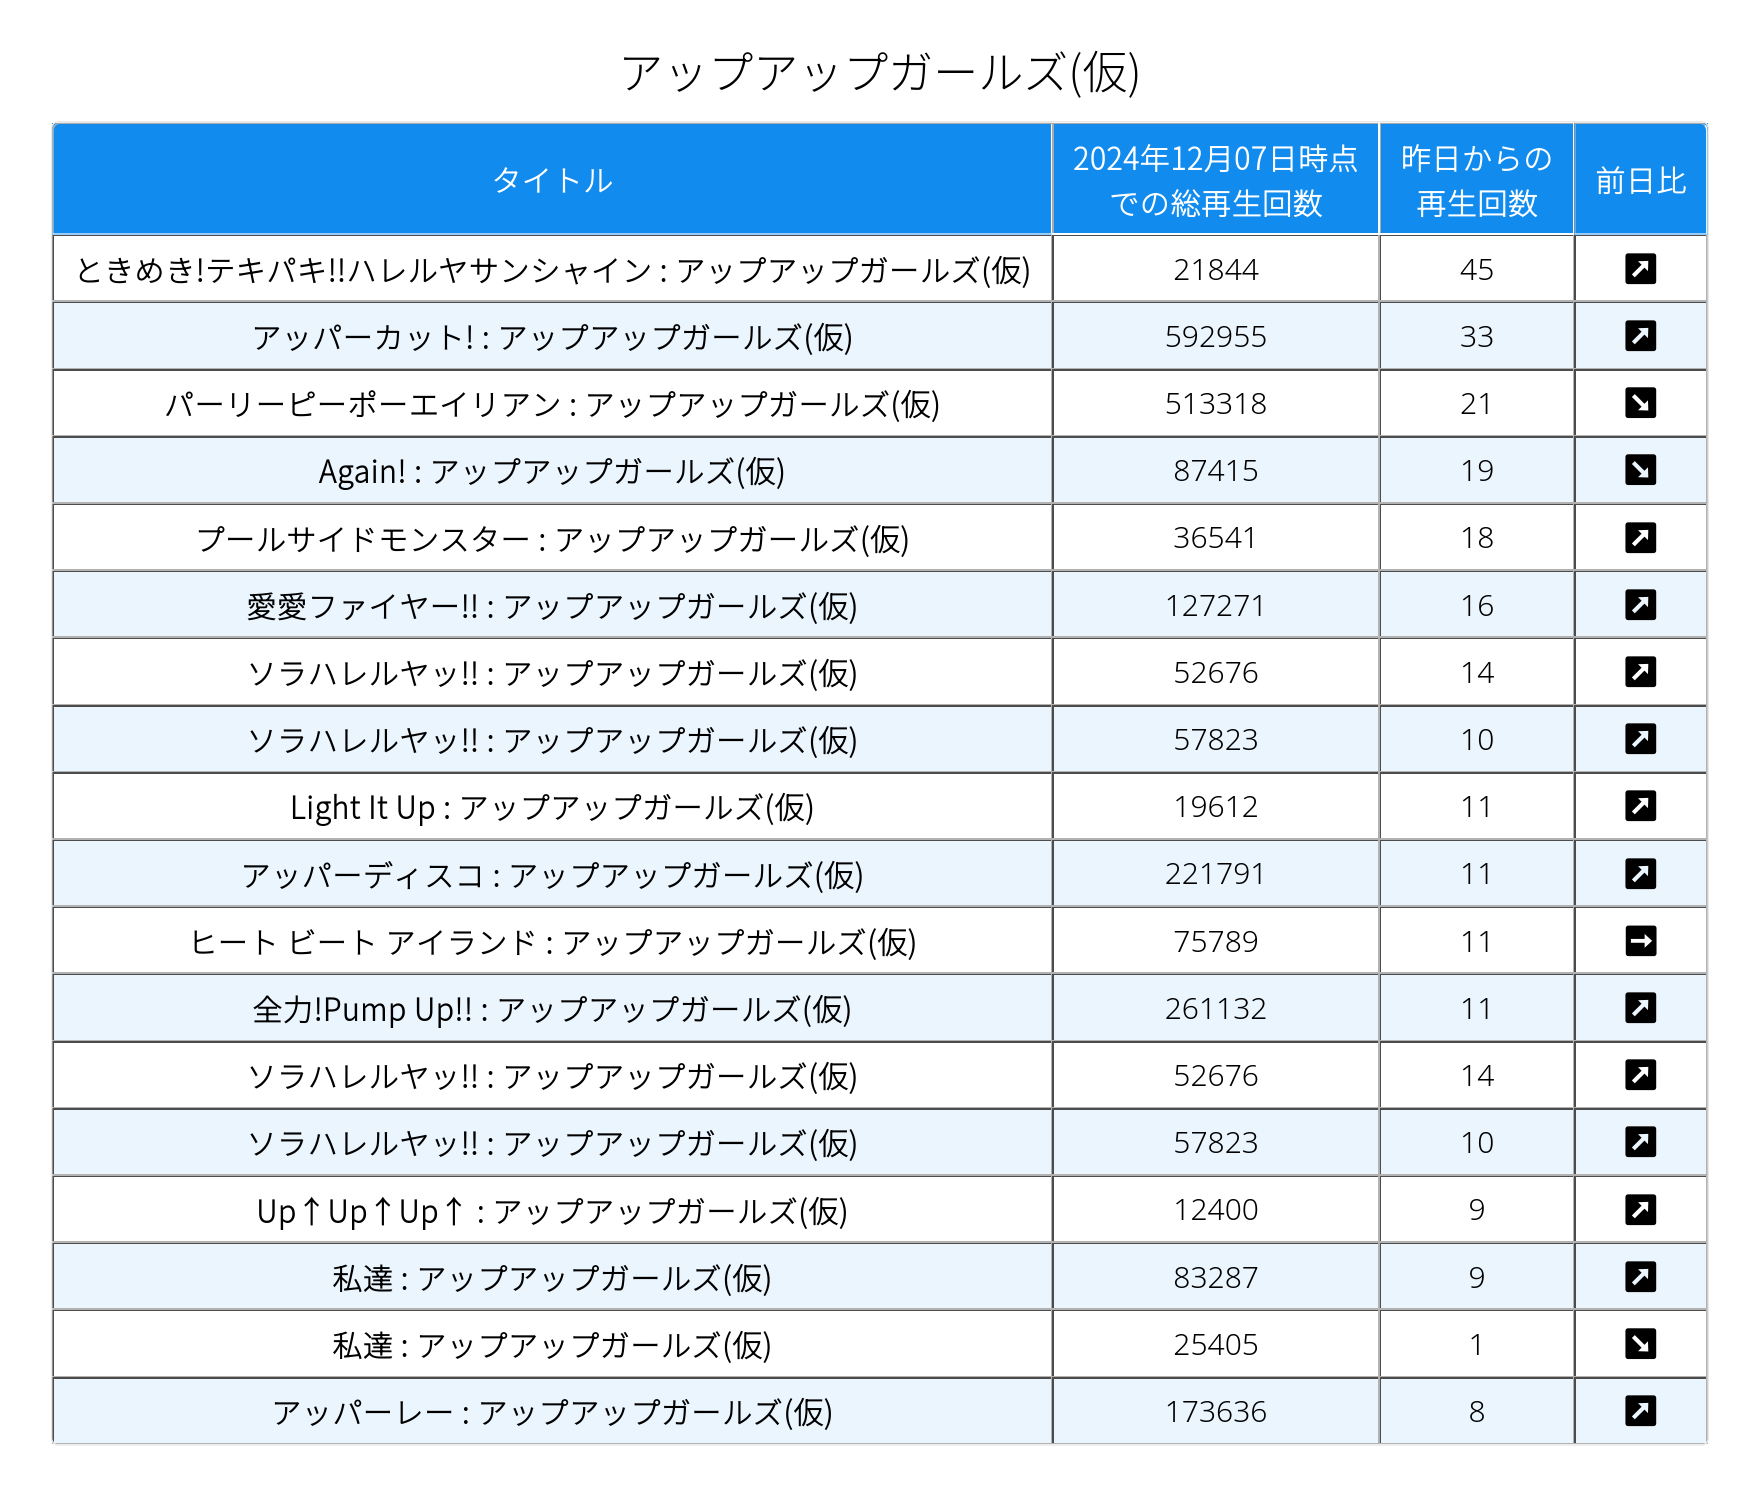 アップアップガールズ(仮)
タイトル 2024年12月07日時点での総再生回数 昨日からの再生回数 前日比
ときめき!テキパキ!!ハレルヤサンシャイン : アップアップガールズ(仮) 21844 45 ↗
アッパーカット! : アップアップガールズ(仮) 592955 33 ↗
パーリーピーポーエイリアン : アップアップガールズ(仮) 513318 21 ↘
Again! : アップアップガールズ(仮) 87415 19 ↘
プールサイドモンスター : アップアップガールズ(仮) 36541 18 ↗
愛愛ファイヤー!! : アップアップガールズ(仮) 127271 16 ↗
ソラハレルヤッ!! : アップアップガールズ(仮) 52676 14 ↗
ソラハレルヤッ!! : アップアップガールズ(仮) 57823 10 ↗
Light It Up : アップアップガールズ(仮) 19612 11 ↗
アッパーディスコ : アップアップガールズ(仮) 221791 11 ↗
ヒート ビート アイランド : アップアップガールズ(仮) 75789 11 →
全力!Pump Up!! : アップアップガールズ(仮) 261132 11 ↗
ソラハレルヤッ!! : アップアップガールズ(仮) 52676 14 ↗
ソラハレルヤッ!! : アップアップガールズ(仮) 57823 10 ↗
Up↑Up↑Up↑ : アップアップガールズ(仮) 12400 9 ↗
私達 : アップアップガールズ(仮) 83287 9 ↗
私達 : アップアップガールズ(仮) 25405 1 ↘
アッパーレー : アップアップガールズ(仮) 173636 8 ↗